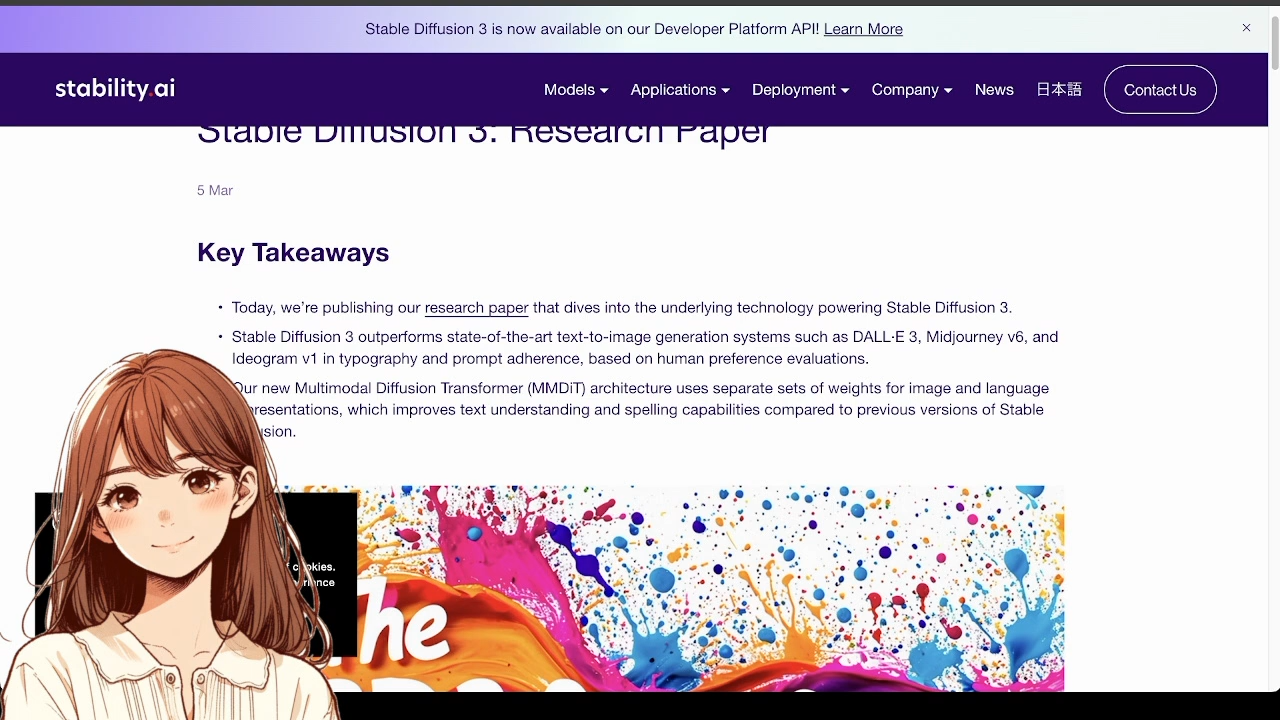 Stable Diffusion 3 is now available on our Developer Platform API! Learn More
stability.ai
Models Applications Deployment Company News 日本語 Contact Us
Stable Diffusion 3: Research Paper
5 Mar
Key Takeaways
• Today, we’re publishing our research paper that dives into the underlying technology powering Stable Diffusion 3.
• Stable Diffusion 3 outperforms state-of-the-art text-to-image generation systems such as DALL·E 3, Midjourney v6, and
Ideogram v1 in typography and prompt adherence, based on human preference evaluations.
Our new Multimodal Diffusion Transformer (MMDiT) architecture uses separate sets of weights for image and language
presentations, which improves text understanding and spelling capabilities compared to previous versions of Stable
usion.
cookies.
The